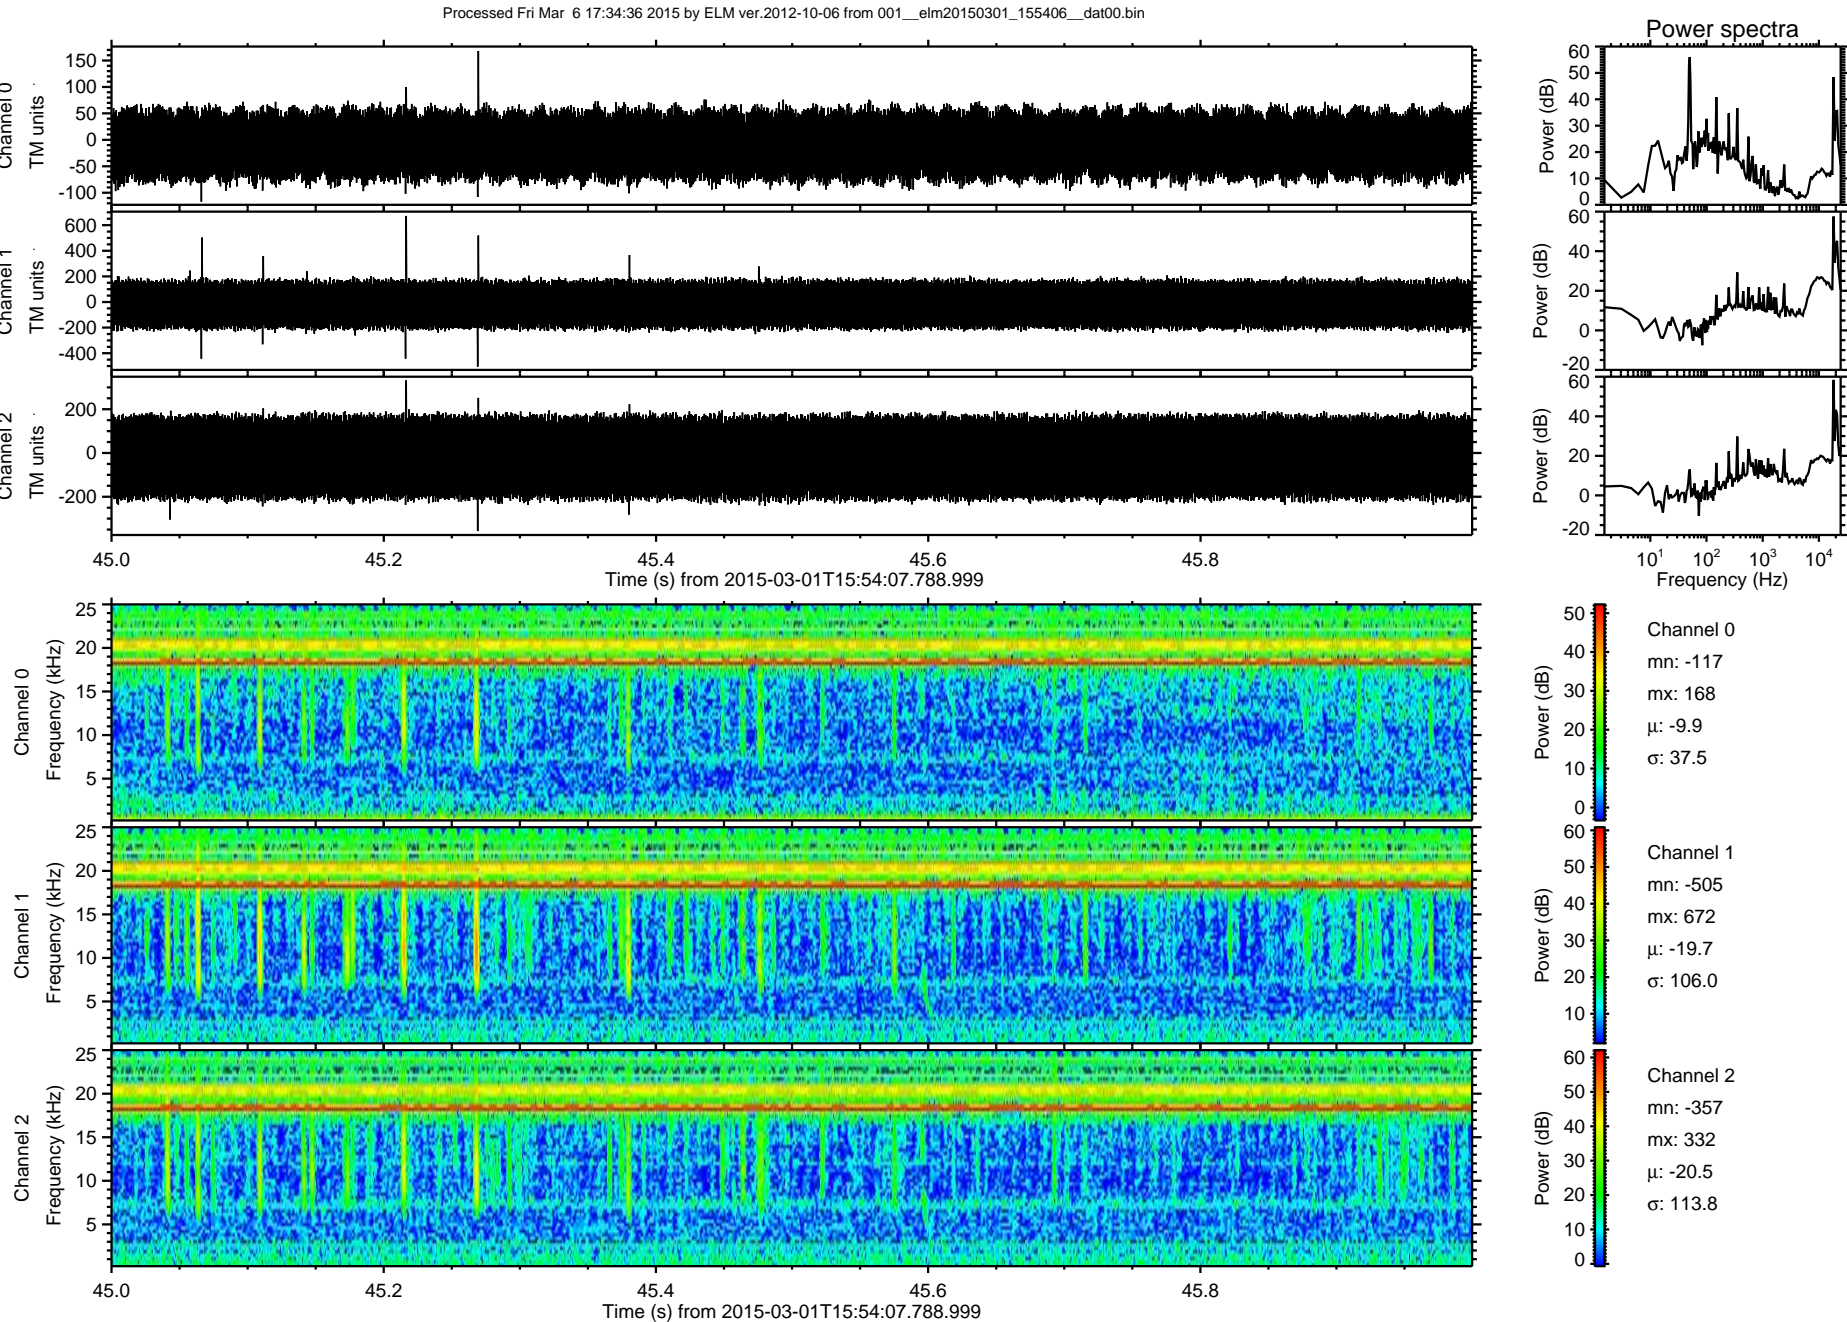 Processed Fri Mar  6 17:34:36 2015 by ELM ver.2012-10-06 from 001__elm20150301_155406__dat00.bin
Power spectra
Channel 0
TM units
150
100
50
0
-50
-100
Power (dB)
60
50
40
30
20
10
0
Channel 1
TM units
600
400
200
0
-200
-400
Power (dB)
60
40
20
0
-20
Channel 2
TM units
200
0
-200
Power (dB)
60
40
20
0
-20
45.0 45.2 45.4 45.6 45.8
Time (s) from 2015-03-01T15:54:07.788.999
10¹ 10² 10³ 10⁴
Frequency (Hz)
Channel 0
Frequency (kHz)
25
20
15
10
5
Power (dB)
50
40
30
20
10
0
Channel 0
mn: -117
mx: 168
μ: -9.9
σ: 37.5
Channel 1
Frequency (kHz)
25
20
15
10
5
Power (dB)
60
50
40
30
20
10
Channel 1
mn: -505
mx: 672
μ: -19.7
σ: 106.0
Channel 2
Frequency (kHz)
25
20
15
10
5
Power (dB)
60
50
40
30
20
10
0
Channel 2
mn: -357
mx: 332
μ: -20.5
σ: 113.8
45.0 45.2 45.4 45.6 45.8
Time (s) from 2015-03-01T15:54:07.788.999